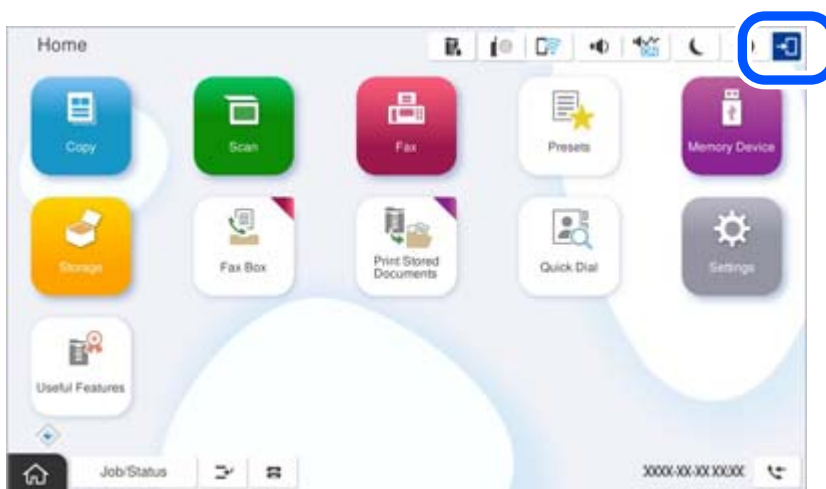 Home
Copy
Scan
Fax
Presets
Memory Device
Storage
Fax Box
Print Stored
Documents
Quick Dial
Settings
Useful Features
Job/Status
XXXX-XX-XX XX:XX